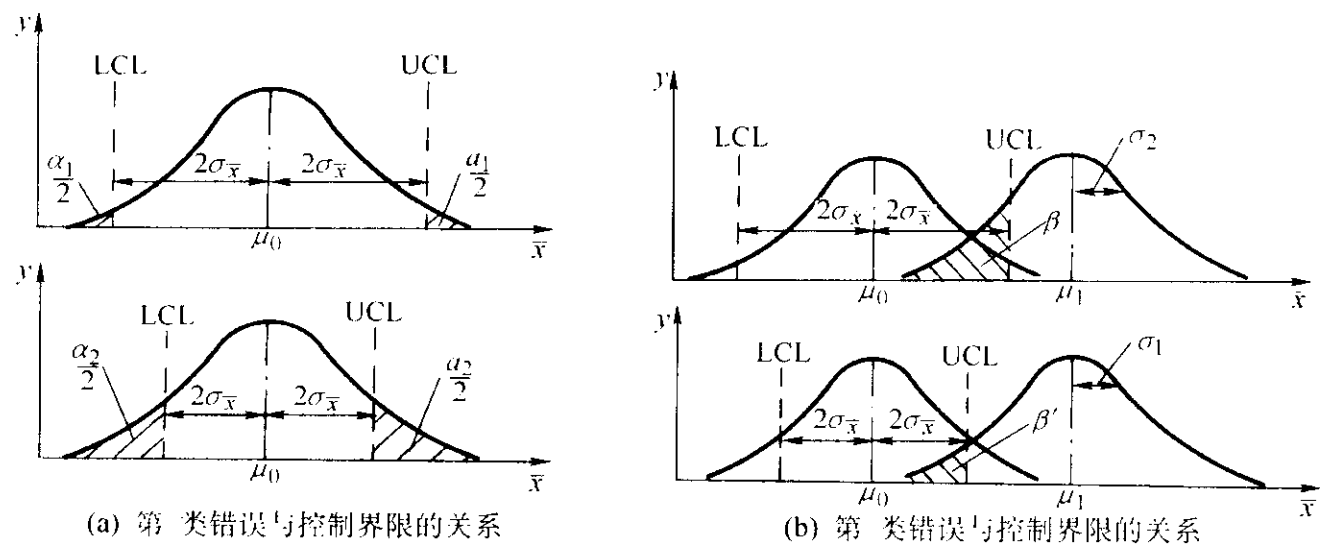 y
LCL
UCL
α₁/2
2σx̄
2σx̄
a₁/2
μ₀
x̄
y
LCL
UCL
α₂/2
2σx̄
2σx̄
a₂/2
μ₀
x̄
(a) 第 类错误与控制界限的关系
y
LCL
UCL
σ₂
2σx̄
2σx̄
β
μ₀
μ₁
x̄
y
LCL
UCL
σ₁
2σx̄
2σx̄
β′
μ₀
μ₁
x̄
(b) 第 类错误与控制界限的关系